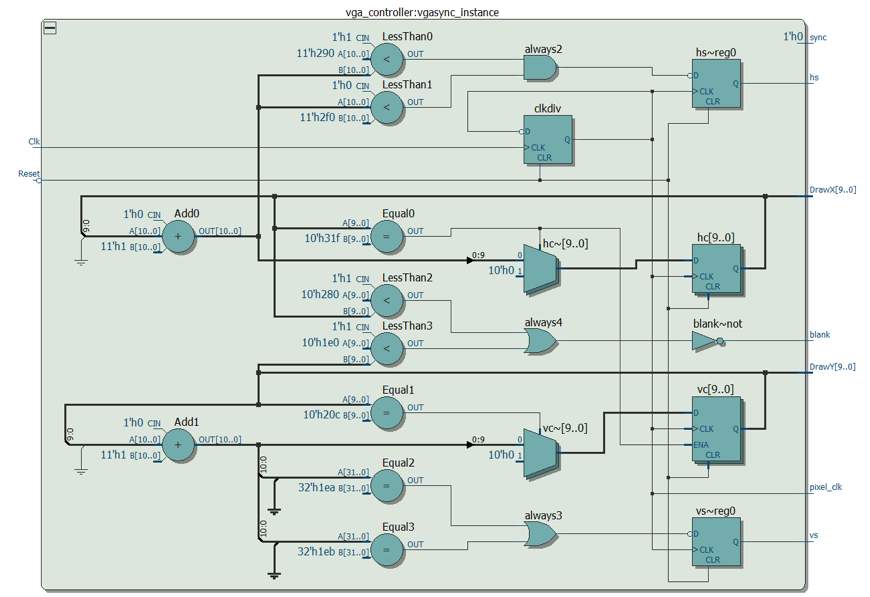 vga_controller:vgasync_instance
1'h1 CIN LessThan0
11'h290 A[10..0] OUT
B[10..0]
<
1'h0 CIN LessThan1
A[10..0] OUT
11'h2f0 B[10..0]
<
always2
hs~reg0
D
CLK Q
CLR
1'h0 sync
hs
clkdiv
D
CLK Q
CLR
Clk
Reset
DrawX[9..0]
9:0
1'h0 CIN Add0
A[10..0] OUT[10..0]
11'h1 B[10..0]
+
Equal0
A[9..0] OUT
10'h31f B[9..0]
=
0:9
hc~[9..0]
0
10'h0 1
hc[9..0]
D
CLK Q
CLR
1'h1 CIN LessThan2
10'h280 A[9..0] OUT
B[9..0]
<
1'h1 CIN LessThan3
10'h1e0 A[9..0] OUT
B[9..0]
<
always4
blank~not
blank
DrawY[9..0]
9:0
1'h0 CIN Add1
A[10..0] OUT[10..0]
11'h1 B[10..0]
+
Equal1
A[9..0] OUT
10'h20c B[9..0]
=
0:9
vc~[9..0]
0
10'h0 1
vc[9..0]
D
CLK Q
ENA
CLR
10:0
Equal2
A[31..0] OUT
32'h1ea B[31..0]
=
10:0
Equal3
A[31..0] OUT
32'h1eb B[31..0]
=
always3
pixel_clk
vs~reg0
D
CLK Q
CLR
vs